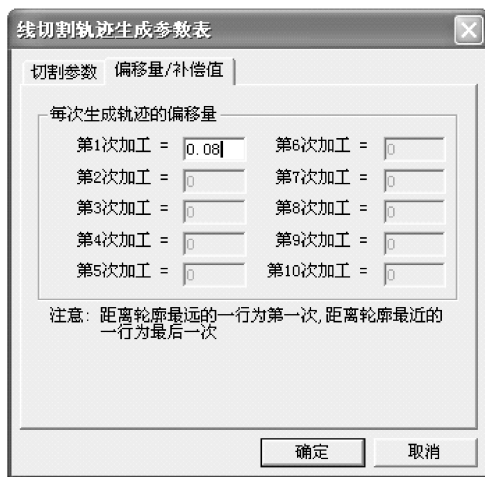 线切割轨迹生成参数表
切割参数 偏移量/补偿值
每次生成轨迹的偏移量
第1次加工 = 0.08 第6次加工 = 0
第2次加工 = 0 第7次加工 = 0
第3次加工 = 0 第8次加工 = 0
第4次加工 = 0 第9次加工 = 0
第5次加工 = 0 第10次加工 = 0
注意: 距离轮廓最远的一行为第一次,距离轮廓最近的
一行为最后一次
确定 取消